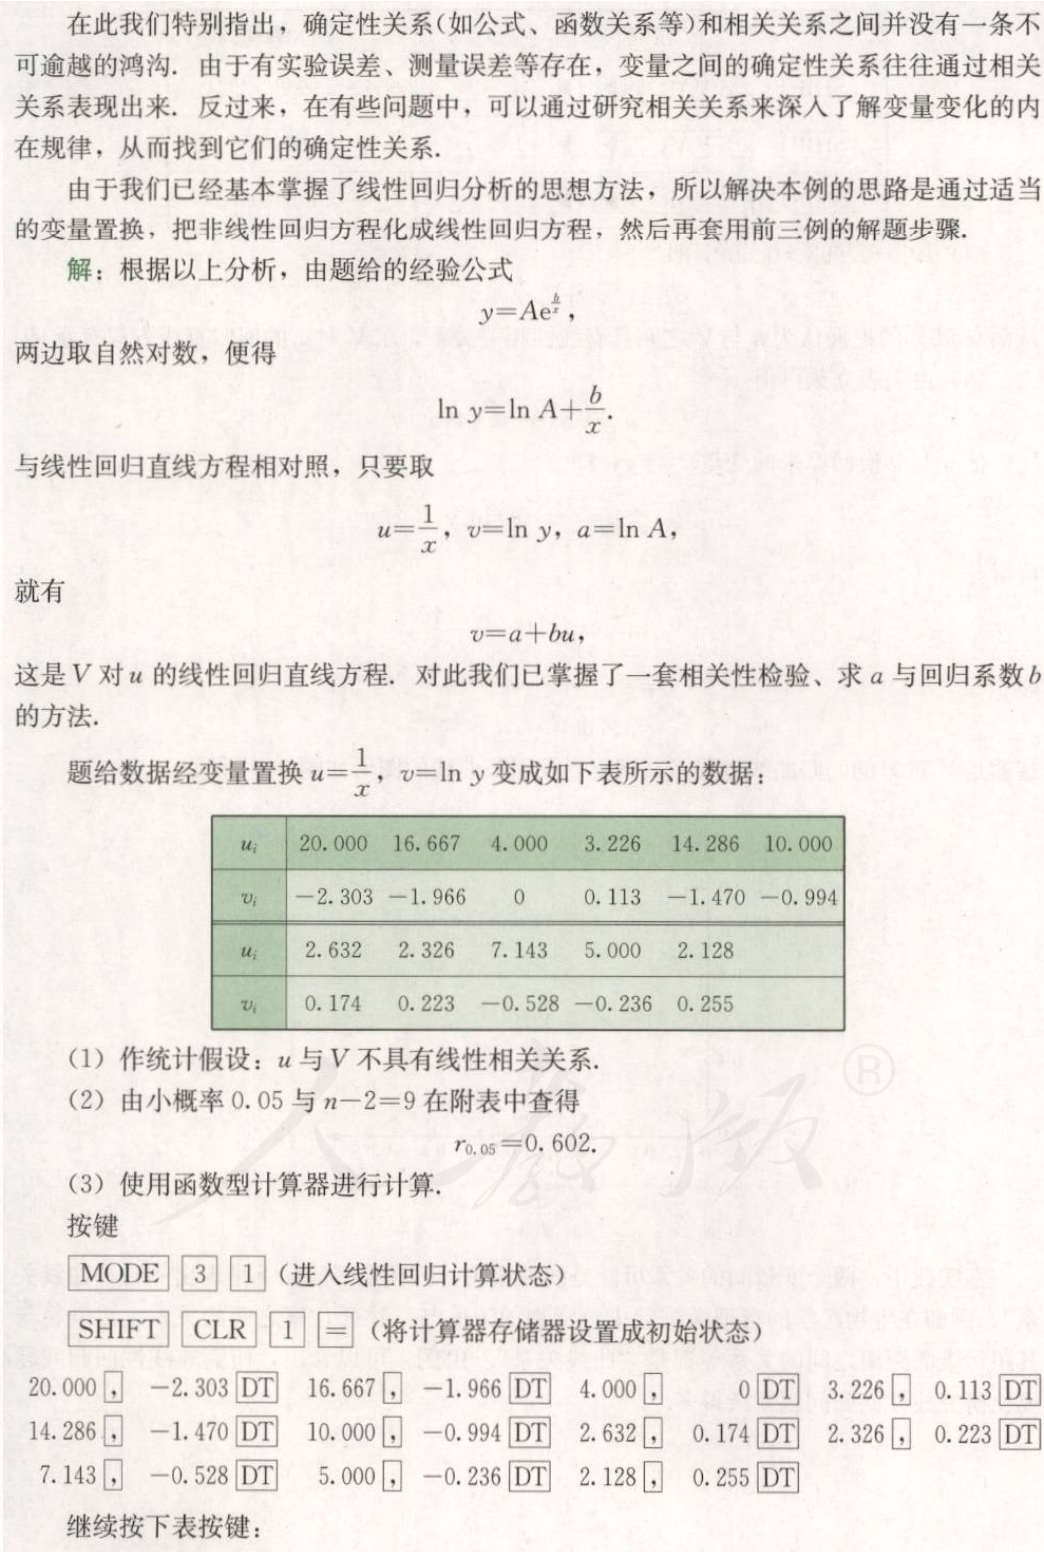 在此我们特别指出，确定性关系(如公式、函数关系等)和相关关系之间并没有一条不
可逾越的鸿沟．由于有实验误差、测量误差等存在，变量之间的确定性关系往往通过相关
关系表现出来．反过来，在有些问题中，可以通过研究相关关系来深入了解变量变化的内
在规律，从而找到它们的确定性关系．
由于我们已经基本掌握了线性回归分析的思想方法，所以解决本例的思路是通过适当
的变量置换，把非线性回归方程化成线性回归方程，然后再套用前三例的解题步骤．
解：根据以上分析，由题给的经验公式
y=Ae^{b/x}，
两边取自然对数，便得
ln y=ln A+b/x.
与线性回归直线方程相对照，只要取
u=1/x，v=ln y，a=ln A，
就有
v=a+bu，
这是 V 对 u 的线性回归直线方程．对此我们已掌握了一套相关性检验、求 a 与回归系数 b
的方法．
题给数据经变量置换 u=1/x，v=ln y 变成如下表所示的数据：
u_i 20.000 16.667 4.000 3.226 14.286 10.000
v_i −2.303 −1.966 0 0.113 −1.470 −0.994
u_i 2.632 2.326 7.143 5.000 2.128
v_i 0.174 0.223 −0.528 −0.236 0.255
（1）作统计假设：u 与 V 不具有线性相关关系．
（2）由小概率 0.05 与 n−2=9 在附表中查得
r_{0.05}=0.602.
（3）使用函数型计算器进行计算．
按键
MODE 3 1（进入线性回归计算状态）
SHIFT CLR 1 =（将计算器存储器设置成初始状态）
20.000 , −2.303 DT 16.667 , −1.966 DT 4.000 , 0 DT 3.226 , 0.113 DT
14.286 , −1.470 DT 10.000 , −0.994 DT 2.632 , 0.174 DT 2.326 , 0.223 DT
7.143 , −0.528 DT 5.000 , −0.236 DT 2.128 , 0.255 DT
继续按下表按键：
人教版®